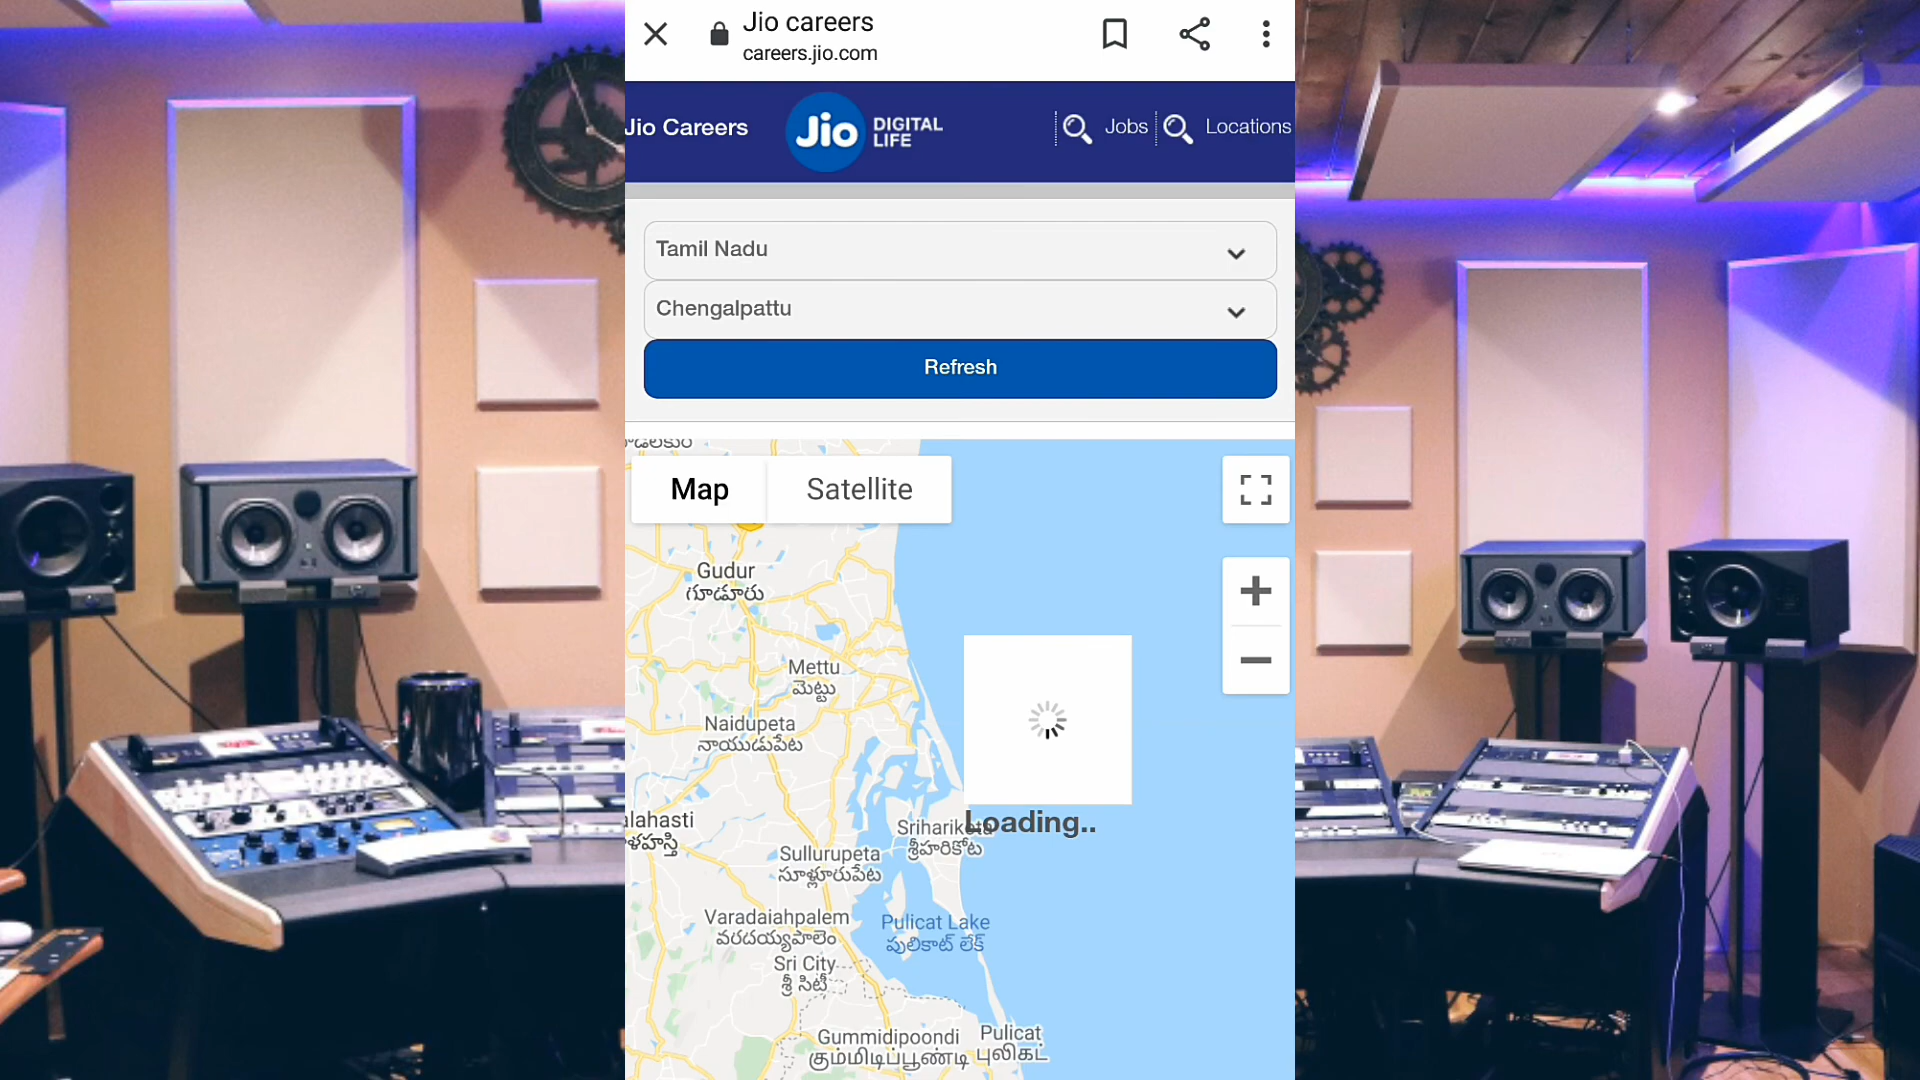 Jio careers
careers.jio.com
Jio Careers
Jio DIGITAL LIFE
Jobs
Locations
Tamil Nadu
Chengalpattu
Refresh
Map
Satellite
Gudur
గూడూరు
Mettu
మెట్టు
Naidupeta
నాయుడుపేట
alahasti
ళహస్తి
Sriharikota
శ్రీహరికోట
Loading..
Sullurupeta
సూళ్లూరుపేట
Varadaiahpalem
వరదయ్యపాలెం
Pulicat Lake
పులికాట్ లేక్
Sri City
శ్రీ సిటీ
Gummidipoondi
கும்மிடிப்பூண்டி
Pulicat
புலிகட்